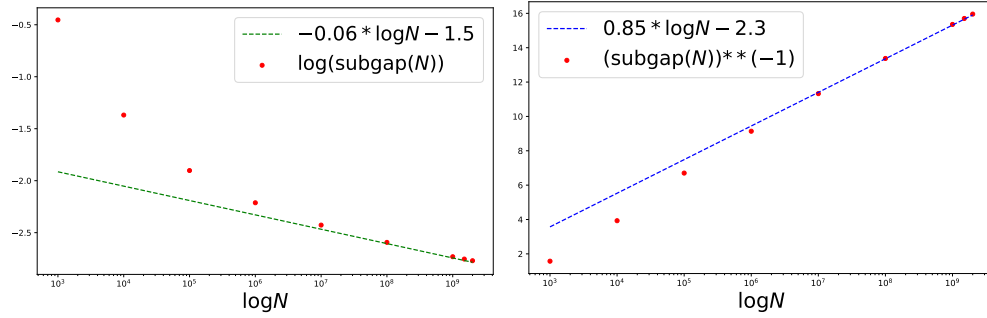 −0.06 * logN − 1.5
log(subgap(N))
−0.5
−1.0
−1.5
−2.0
−2.5
10³ 10⁴ 10⁵ 10⁶ 10⁷ 10⁸ 10⁹
logN
0.85 * logN − 2.3
(subgap(N))**(−1)
16
14
12
10
8
6
4
2
10³ 10⁴ 10⁵ 10⁶ 10⁷ 10⁸ 10⁹
logN